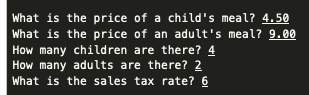 What is the price of a child's meal? 4.50
What is the price of an adult's meal? 9.00
How many children are there? 4
How many adults are there? 2
What is the sales tax rate? 6